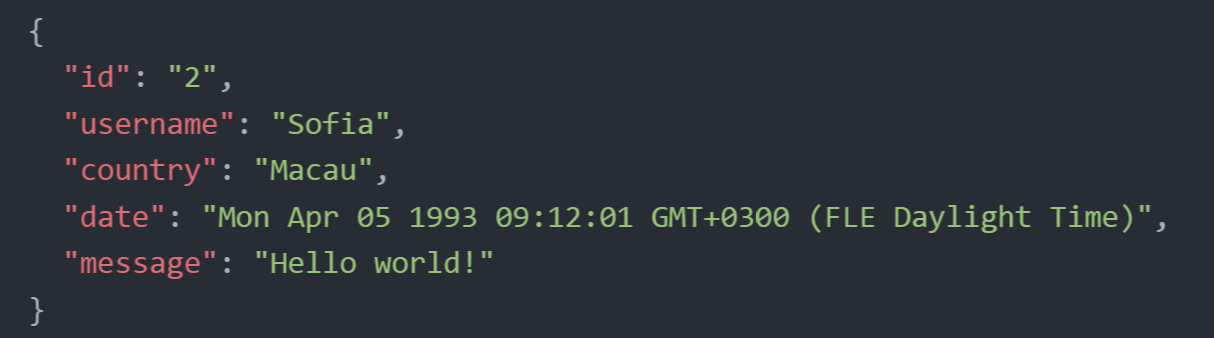 {
"id": "2",
"username": "Sofia",
"country": "Macau",
"date": "Mon Apr 05 1993 09:12:01 GMT+0300 (FLE Daylight Time)",
"message": "Hello world!"
}